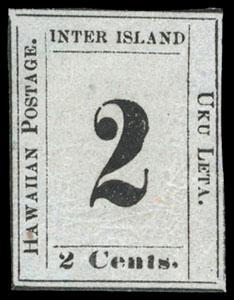 INTER ISLAND
HAWAIIAN POSTAGE.
2
UKU LETA.
2 Cents.